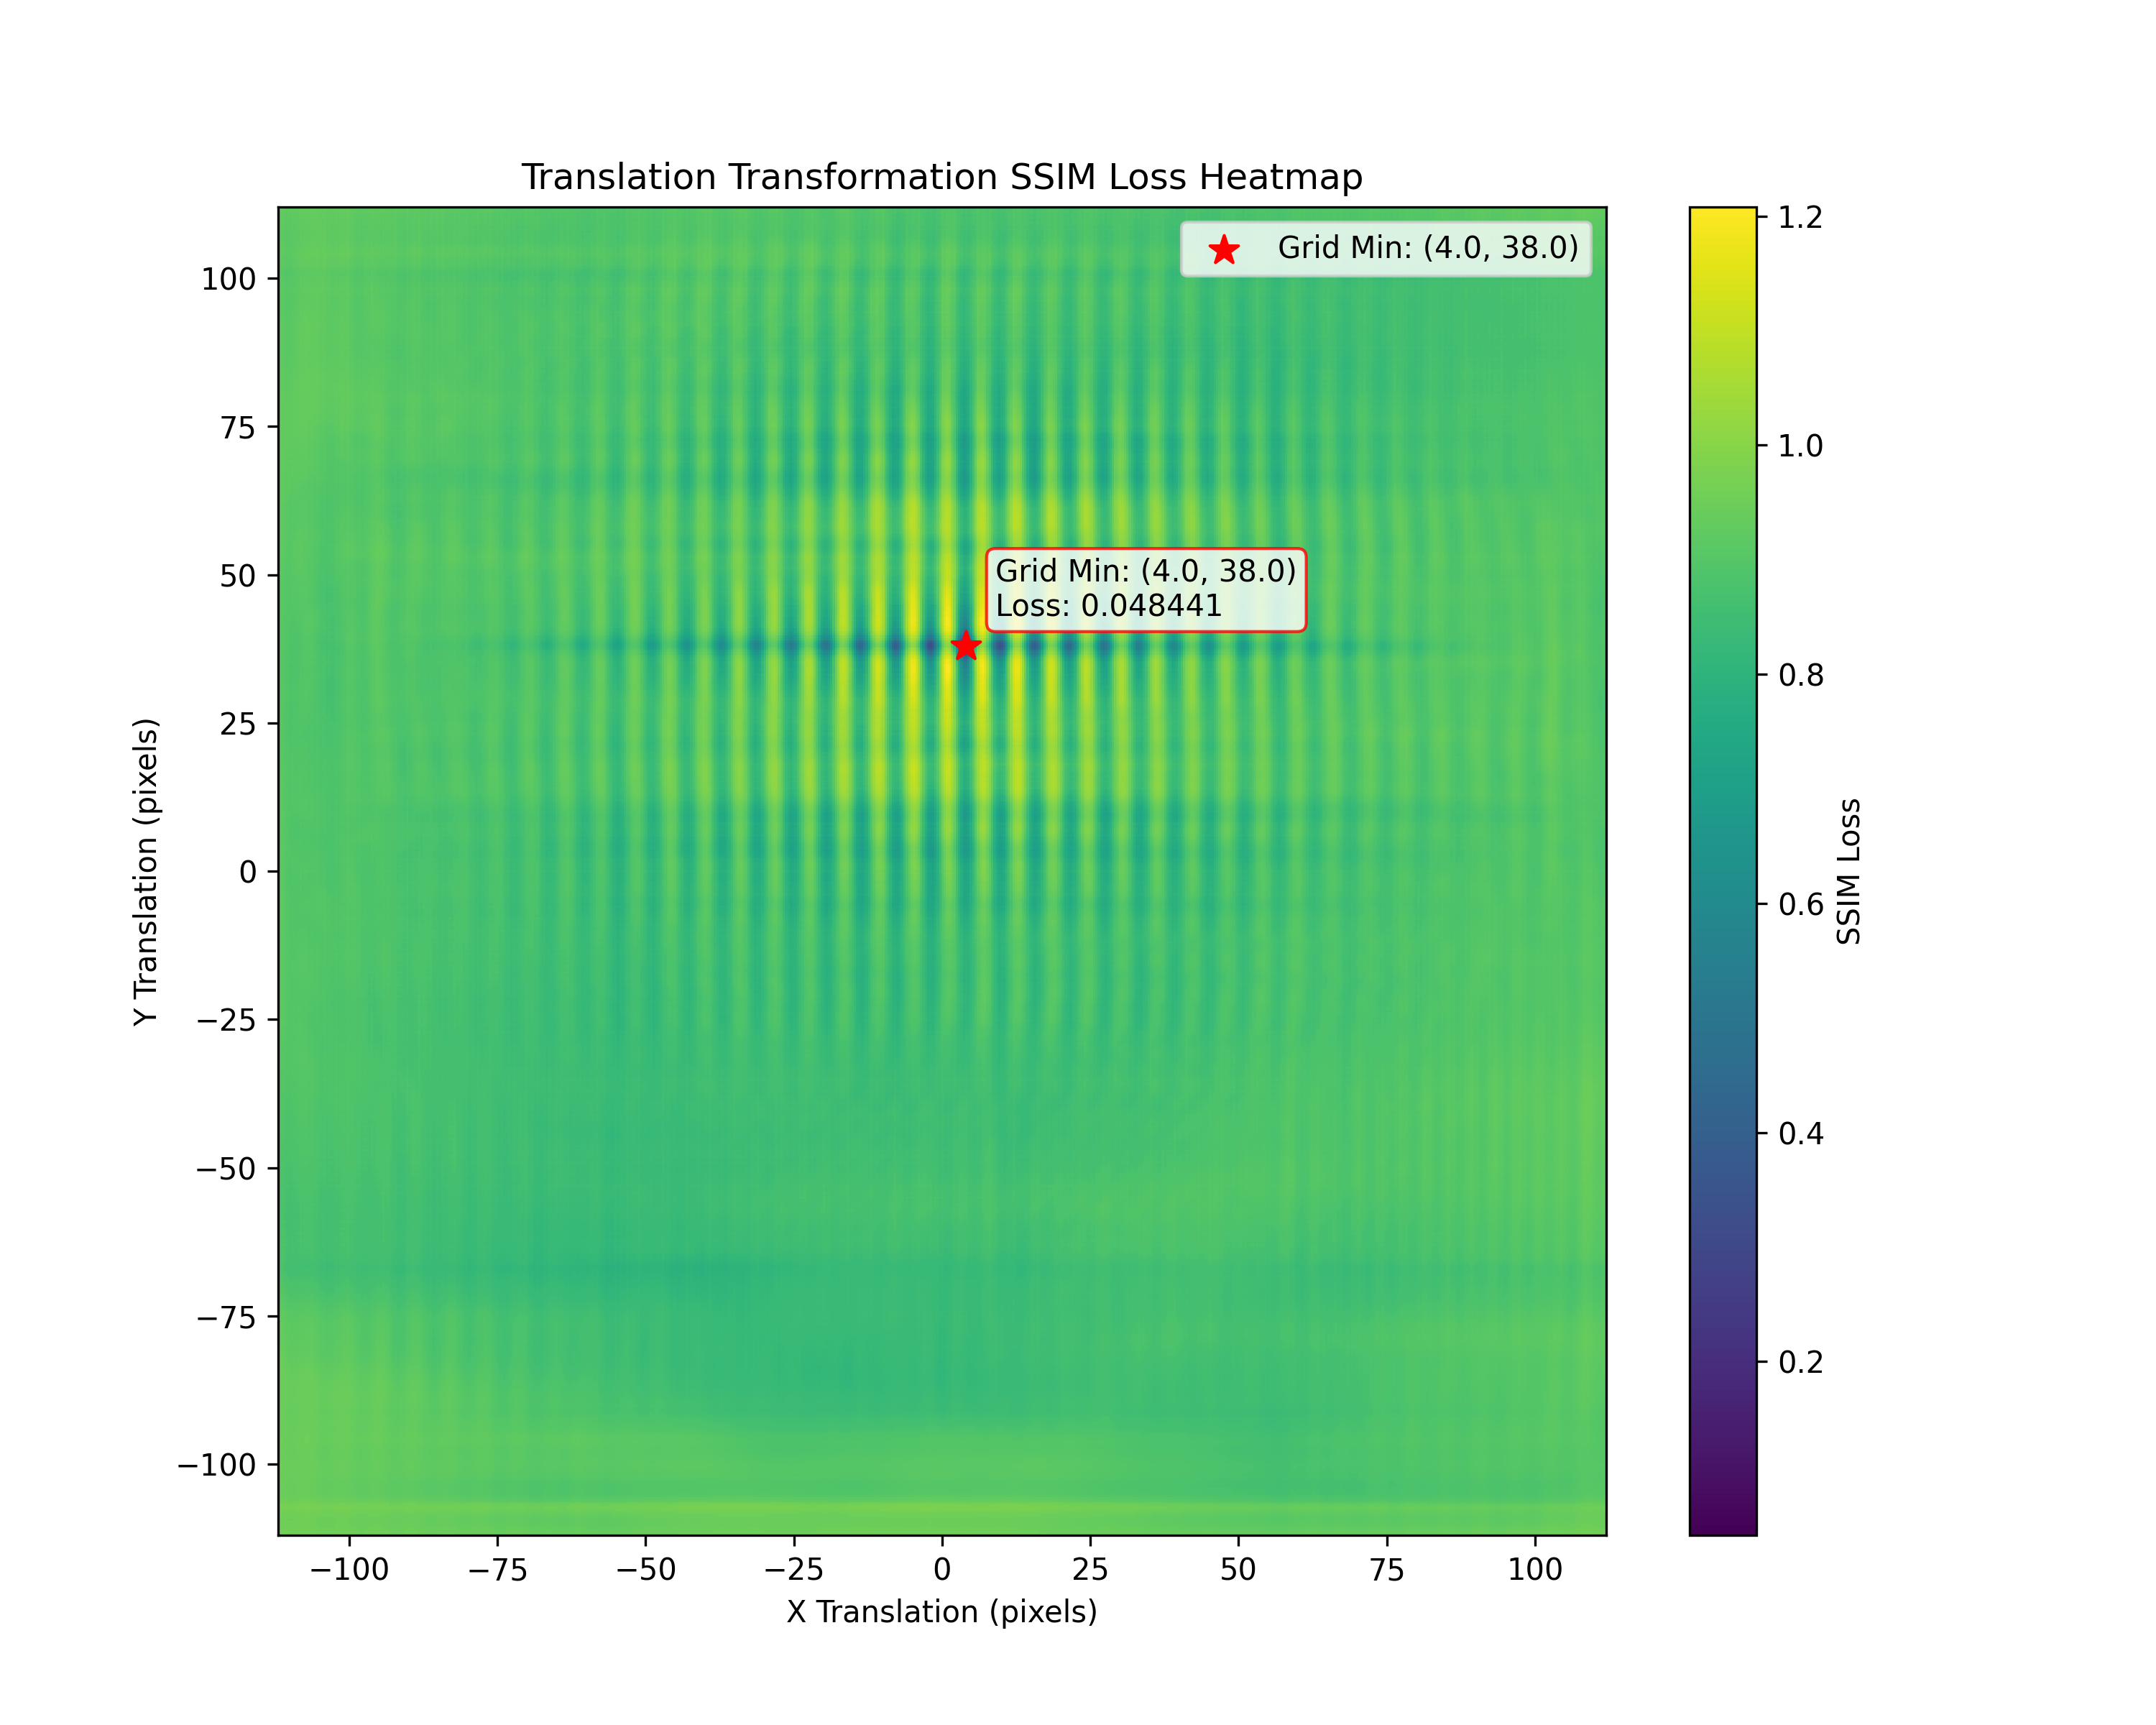 Translation Transformation SSIM Loss Heatmap
Grid Min: (4.0, 38.0)
Grid Min: (4.0, 38.0)
Loss: 0.048441
100
75
50
25
0
−25
−50
−75
−100
Y Translation (pixels)
−100 −75 −50 −25 0 25 50 75 100
X Translation (pixels)
1.2
1.0
0.8
0.6
0.4
0.2
SSIM Loss